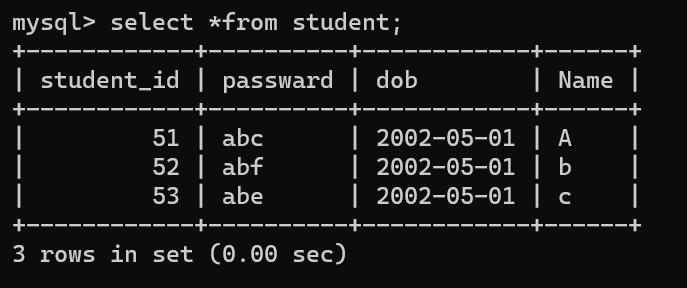 mysql> select *from student;
+------------+----------+------------+------+
| student_id | passward | dob        | Name |
+------------+----------+------------+------+
|         51 | abc      | 2002-05-01 | A    |
|         52 | abf      | 2002-05-01 | b    |
|         53 | abe      | 2002-05-01 | c    |
+------------+----------+------------+------+
3 rows in set (0.00 sec)